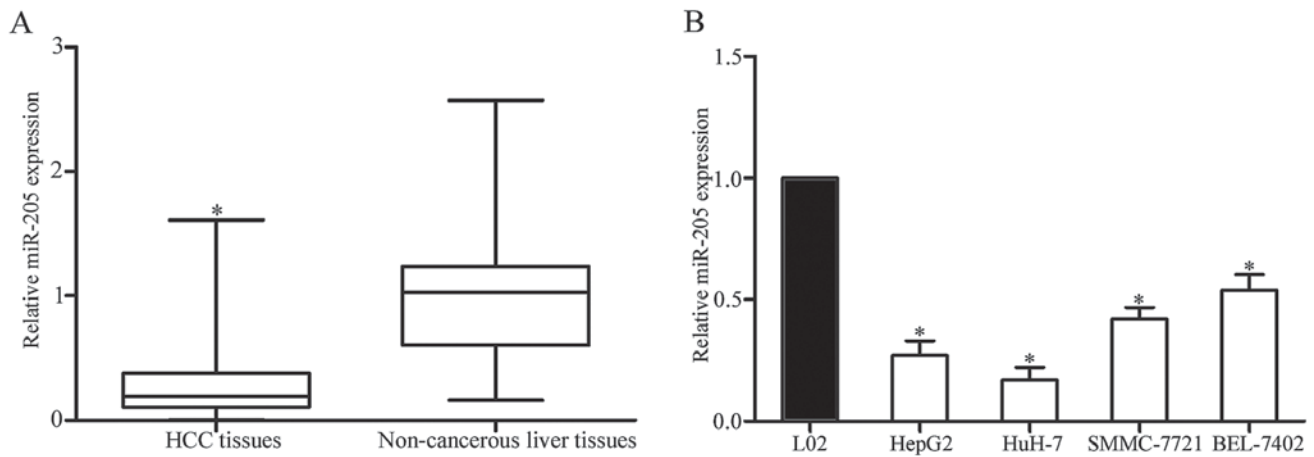 A
Relative miR-205 expression
3
2
1
0
*
HCC tissues
Non-cancerous liver tissues
B
Relative miR-205 expression
1.5
1.0
0.5
0.0
*
*
*
*
L02
HepG2
HuH-7
SMMC-7721
BEL-7402